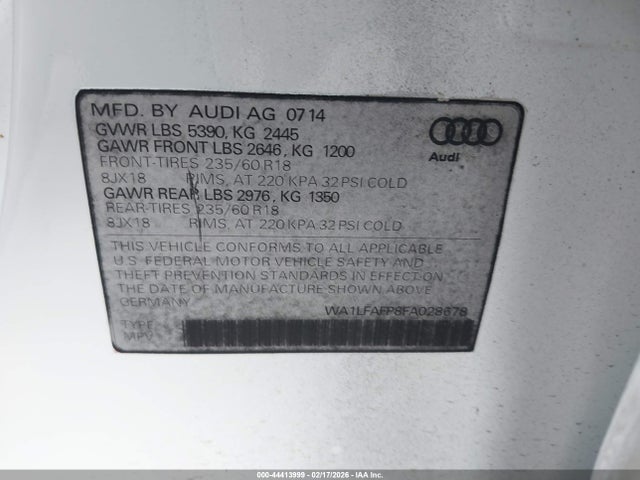 MFD. BY AUDI AG 07 14
GVWR LBS 5390, KG 2445
GAWR FRONT LBS 2646, KG 1200
FRONT-TIRES 235/60 R18
8JX18 RIMS, AT 220 KPA 32 PSI COLD
GAWR REAR LBS 2976, KG 1350
REAR-TIRES 235/60 R18
8JX18 RIMS, AT 220 KPA 32 PSI COLD
THIS VEHICLE CONFORMS TO ALL APPLICABLE
U.S. FEDERAL MOTOR VEHICLE SAFETY AND
THEFT PREVENTION STANDARDS IN EFFECT ON
THE DATE OF MANUFACTURE SHOWN ABOVE.
GERMANY
WA1LFAFP8FA028678
TYPE:
MPV
Audi
000-44413999 - 02/17/2026 - IAAI.COM